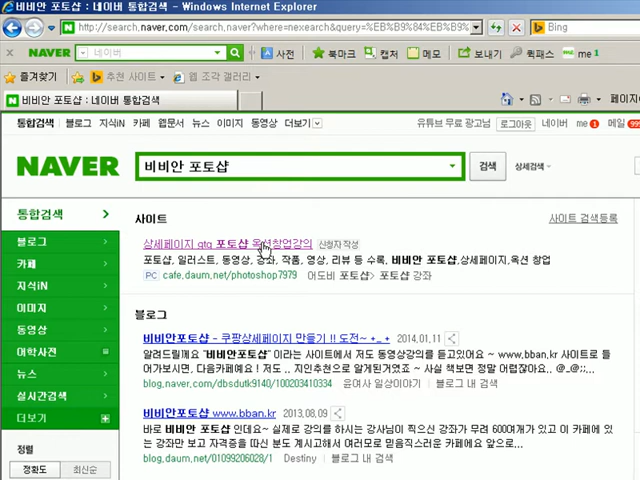 비비안 포토샵 : 네이버 통합검색 - Windows Internet Explorer
http://search.naver.com/search.naver?where=nexearch&query=%EB%B9%84%EB%B9%8
Bing
NAVER 네이버 사전 북마크 캡처 메모 보내기 퀵패스 me 1
즐겨찾기 추천 사이트 웹 조각 갤러리
비비안 포토샵 : 네이버 통합검색
페이지
통합검색 블로그 지식iN 카페 웹문서 뉴스 이미지 동영상 더보기
유튜브 무료 광고님 로그아웃 네이버 me 1 메일 999
NAVER
비비안 포토샵
검색
상세검색
통합검색
블로그
카페
지식iN
이미지
동영상
어학사전
뉴스
실시간검색
더보기
정렬
정확도 최신순
사이트
사이트 검색등록
상세페이지 gtq 포토샵 옥션창업강의 신청자 작성
포토샵, 일러스트, 동영상, 강좌, 작품, 영상, 리뷰 등 수록, 비비안 포토샵,상세페이지,옥션 창업
PC cafe.daum.net/photoshop7979 어도비 포토샵> 포토샵 강좌
블로그
비비안포토샵 - 쿠팡상세페이지 만들기 !! 도전~ +_+ 2014,01,11
알려드릴께요 "비비안포토샵" 이라는 사이트에서 저도 동영상강의를 듣고있어요 ~ www.bban.kr 사이트로 들
어가보시면, 다음카페예요 ! 저도 .. 지인추천으로 알게된거였죠 ~ 사실 책보면 정말 어렵잖아요.. @_@;;..
blog.naver.com/dbsdutk9140/100203410334 윤여사 일상이야기 블로그 내 검색
비비안포토샵 www.bban.kr 2013,08,09
바로 비비안 포토샵 인데요~ 실제로 강의를 하시는 강사님이 찍으신 강좌가 무려 600여개가 있고 이 카페에 있
는 강좌만 보고 자격증을 따신 분도 계시고해서 여러모로 믿음직스러운 카페에요 앞으로...
blog.daum.net/01099206028/1 Destiny 블로그 내 검색